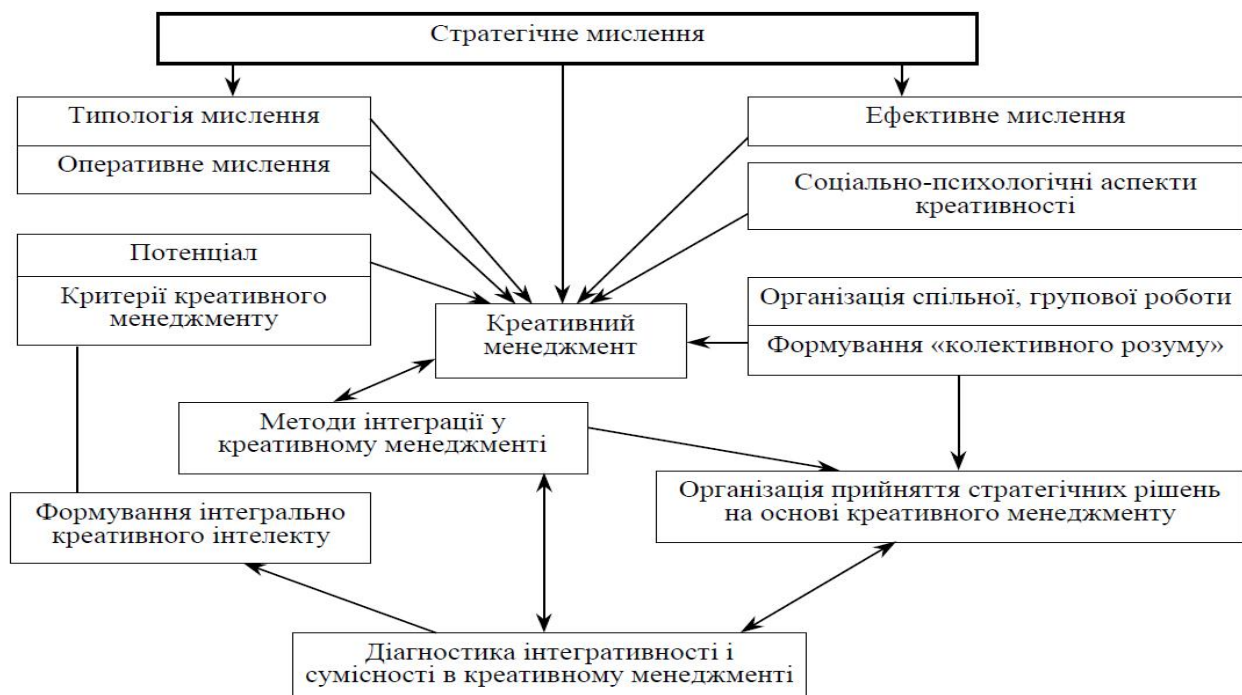 Стратегічне мислення
Типологія мислення
Оперативне мислення
Ефективне мислення
Соціально-психологічні аспекти
креативності
Потенціал
Критерії креативного
менеджменту
Креативний
менеджмент
Організація спільної, групової роботи
Формування «колективного розуму»
Методи інтеграції у
креативному менеджменті
Формування інтегрально
креативного інтелекту
Організація прийняття стратегічних рішень
на основі креативного менеджменту
Діагностика інтегративності і
сумісності в креативному менеджменті